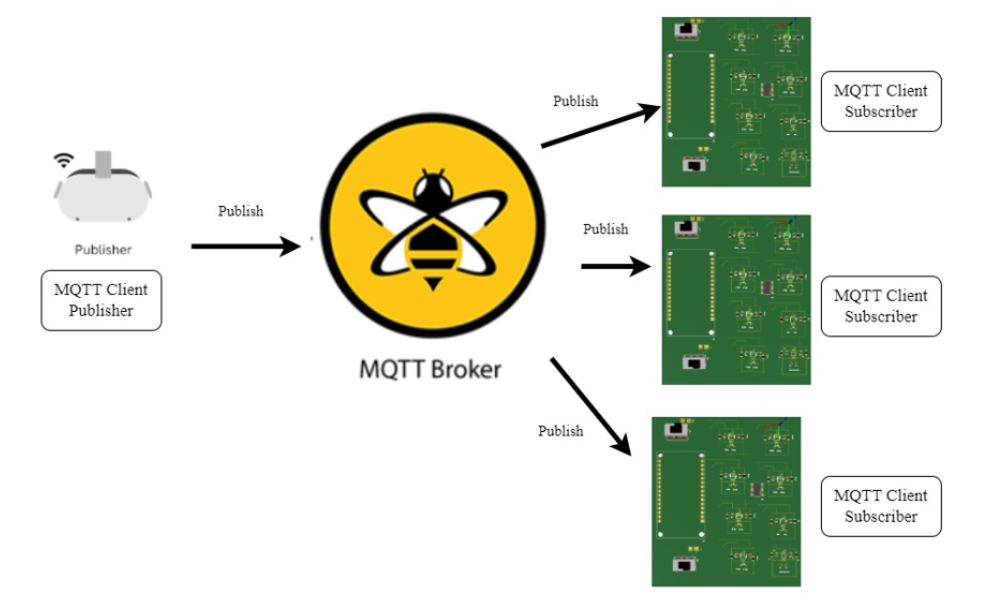 Publisher
MQTT Client
Publisher
Publish
MQTT Broker
Publish
MQTT Client
Subscriber
Publish
MQTT Client
Subscriber
Publish
MQTT Client
Subscriber